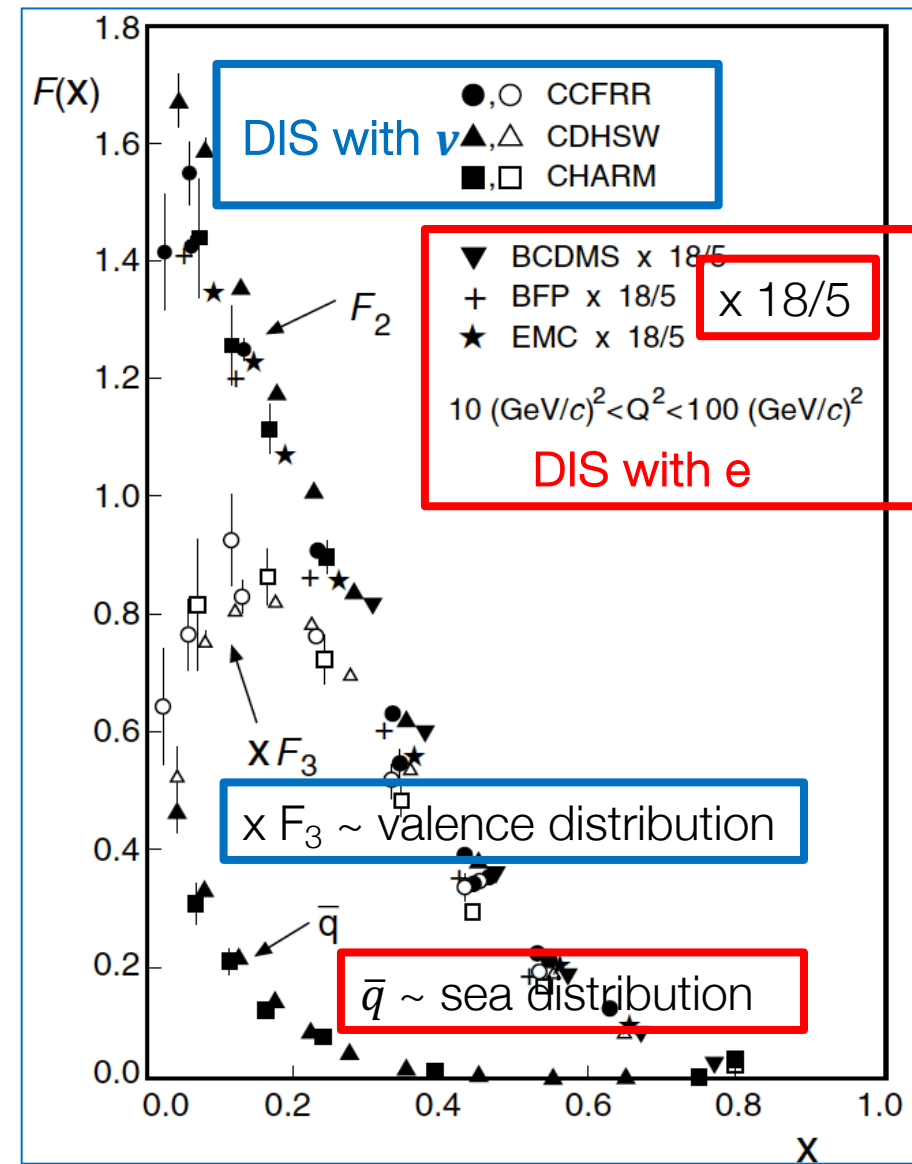 1.8
F(x)
●,○ CCFRR
DIS with ν▲,△ CDHSW
■,□ CHARM
1.6
▼ BCDMS x 18/5
+ BFP x 18/5
x 18/5
★ EMC x 18/5
1.4
F₂
10 (GeV/c)²<Q²<100 (GeV/c)²
DIS with e
1.2
1.0
0.8
0.6
x F₃
x F₃ ~ valence distribution
0.4
q̄
0.2
q̄ ~ sea distribution
0.0
0.0 0.2 0.4 0.6 0.8 1.0
x